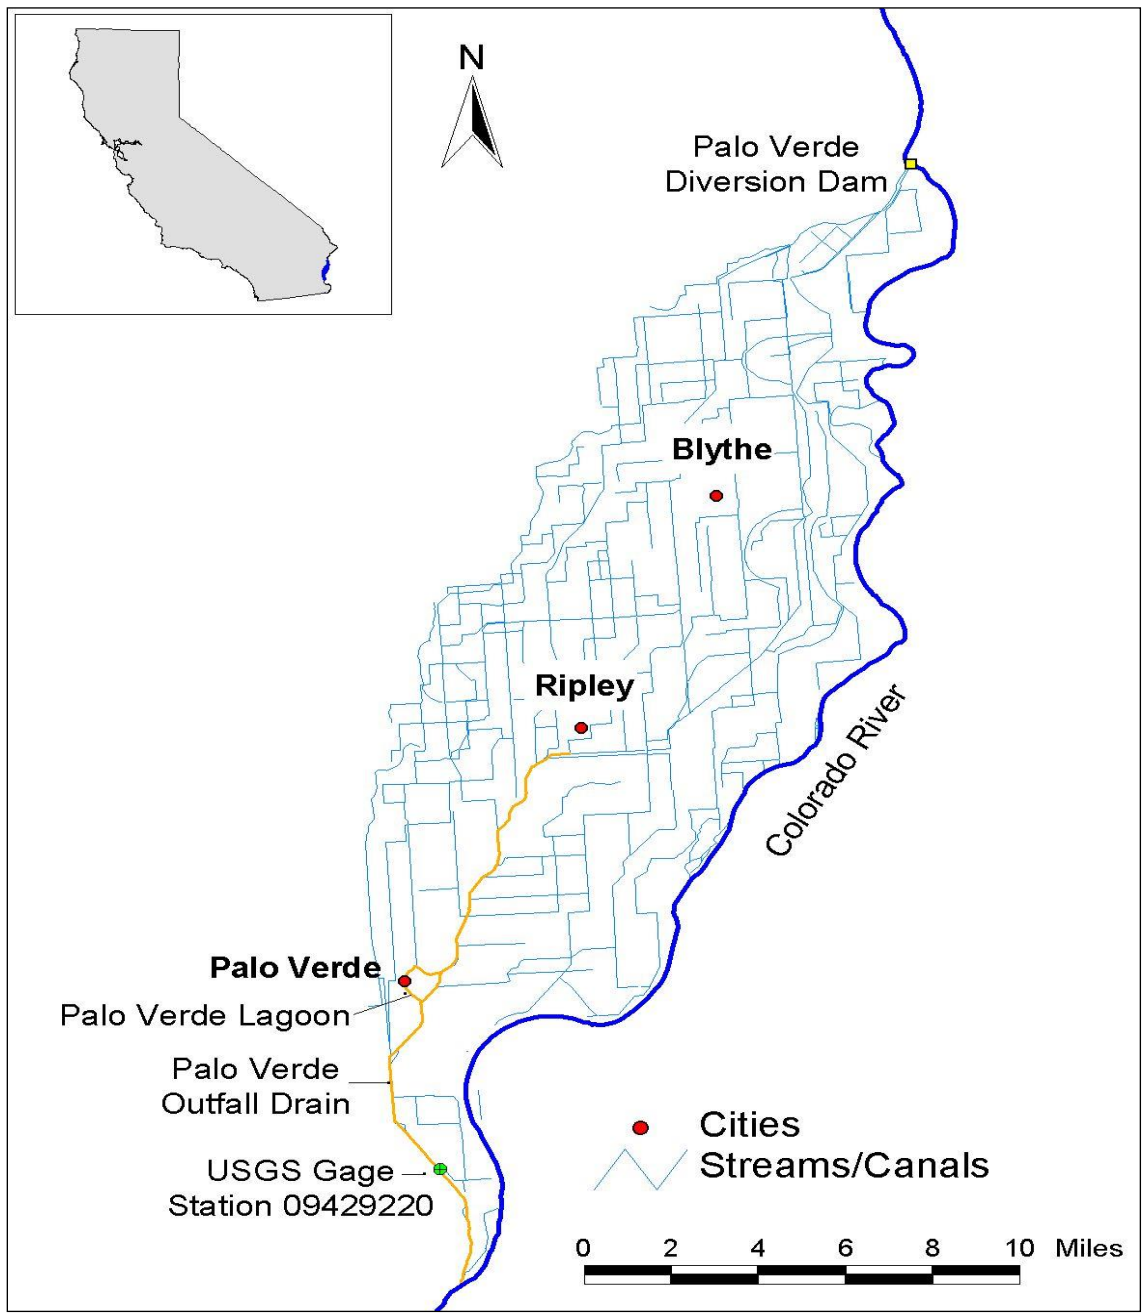 N
Palo Verde
Diversion Dam
Blythe
Ripley
Colorado River
Palo Verde
Palo Verde Lagoon
Palo Verde
Outfall Drain
USGS Gage
Station 09429220
Cities
Streams/Canals
0 2 4 6 8 10 Miles